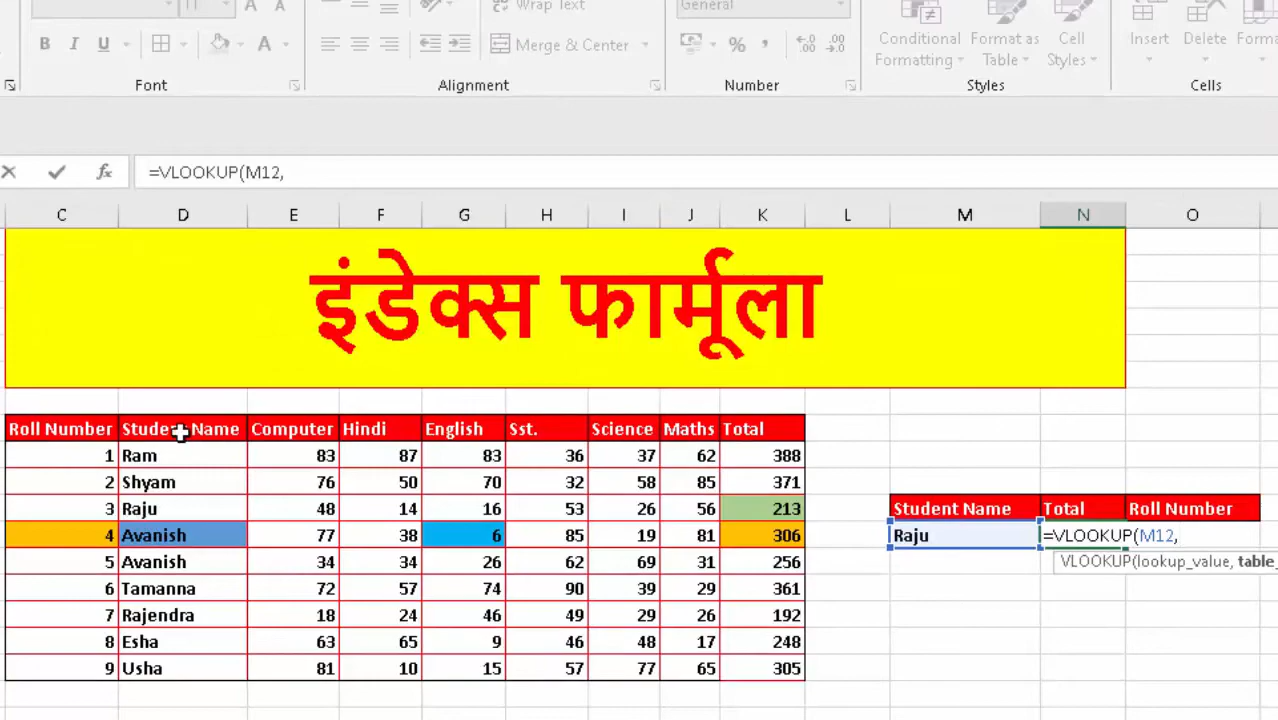 11 A A Wrap Text General
B I U A Merge & Center % , Conditional Formatting Format as Table Cell Styles Insert Delete
Font Alignment Number Styles Cells
fx =VLOOKUP(M12,
C D E F G H I J K L M N O
इंडेक्स फार्मूला
Roll Number Student Name Computer Hindi English Sst. Science Maths Total
1 Ram 83 87 83 36 37 62 388
2 Shyam 76 50 70 32 58 85 371
3 Raju 48 14 16 53 26 56 213 Student Name Total Roll Number
4 Avanish 77 38 6 85 19 81 306 Raju =VLOOKUP(M12,
5 Avanish 34 34 26 62 69 31 256 VLOOKUP(lookup_value, table_
6 Tamanna 72 57 74 90 39 29 361
7 Rajendra 18 24 46 49 29 26 192
8 Esha 63 65 9 46 48 17 248
9 Usha 81 10 15 57 77 65 305